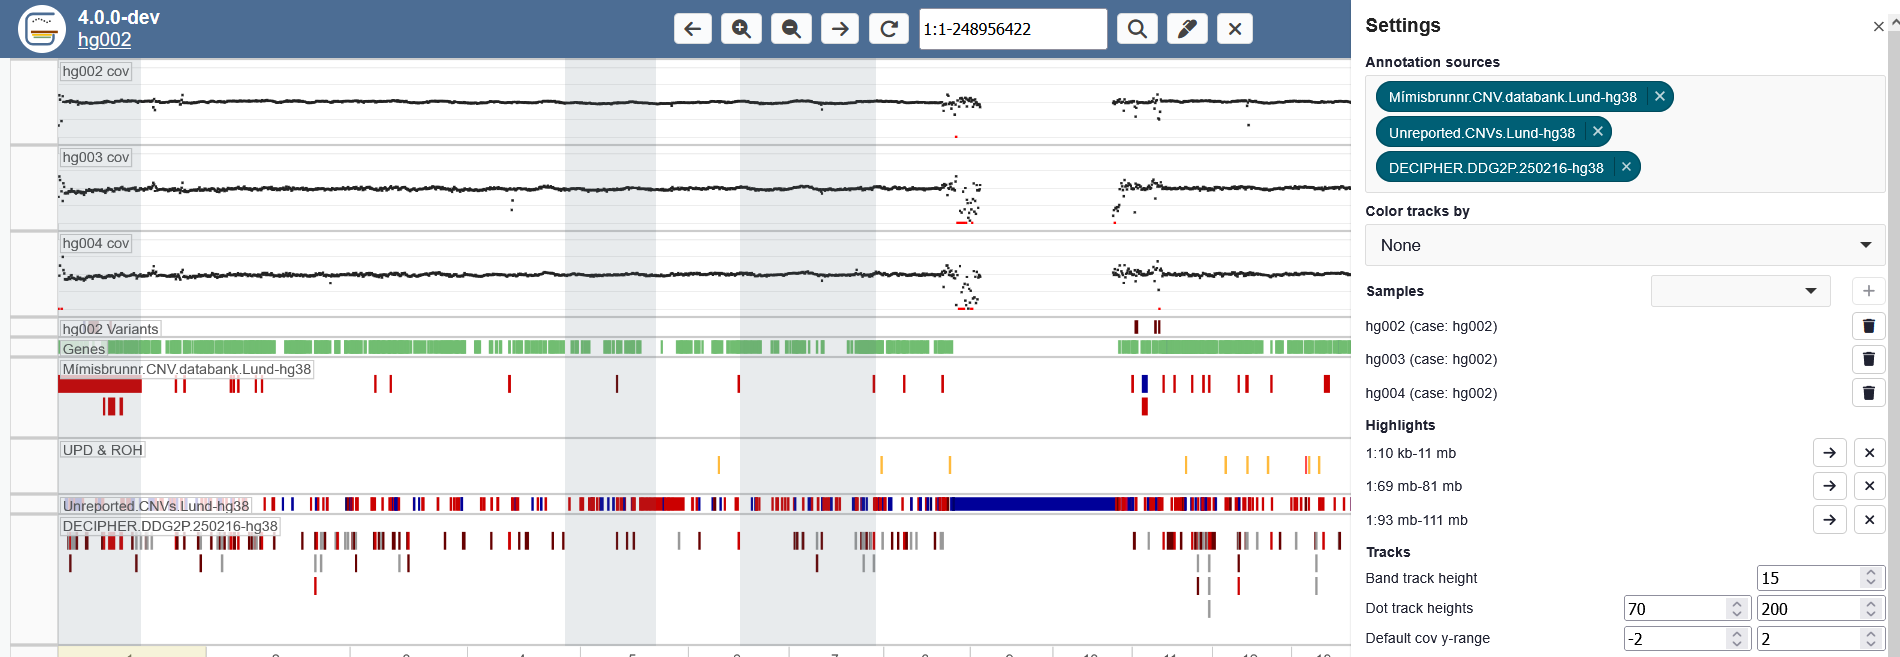 4.0.0-dev
hg002
1:1-248956422
hg002 cov
hg003 cov
hg004 cov
hg002 Variants
Genes
Mímisbrunnr.CNV.databank.Lund-hg38
UPD & ROH
Unreported.CNVs.Lund-hg38
DECIPHER.DDG2P.250216-hg38
Settings
Annotation sources
Mímisbrunnr.CNV.databank.Lund-hg38
Unreported.CNVs.Lund-hg38
DECIPHER.DDG2P.250216-hg38
Color tracks by
None
Samples
hg002 (case: hg002)
hg003 (case: hg002)
hg004 (case: hg002)
Highlights
1:10 kb-11 mb
1:69 mb-81 mb
1:93 mb-111 mb
Tracks
Band track height 15
Dot track heights 70 200
Default cov y-range -2 2